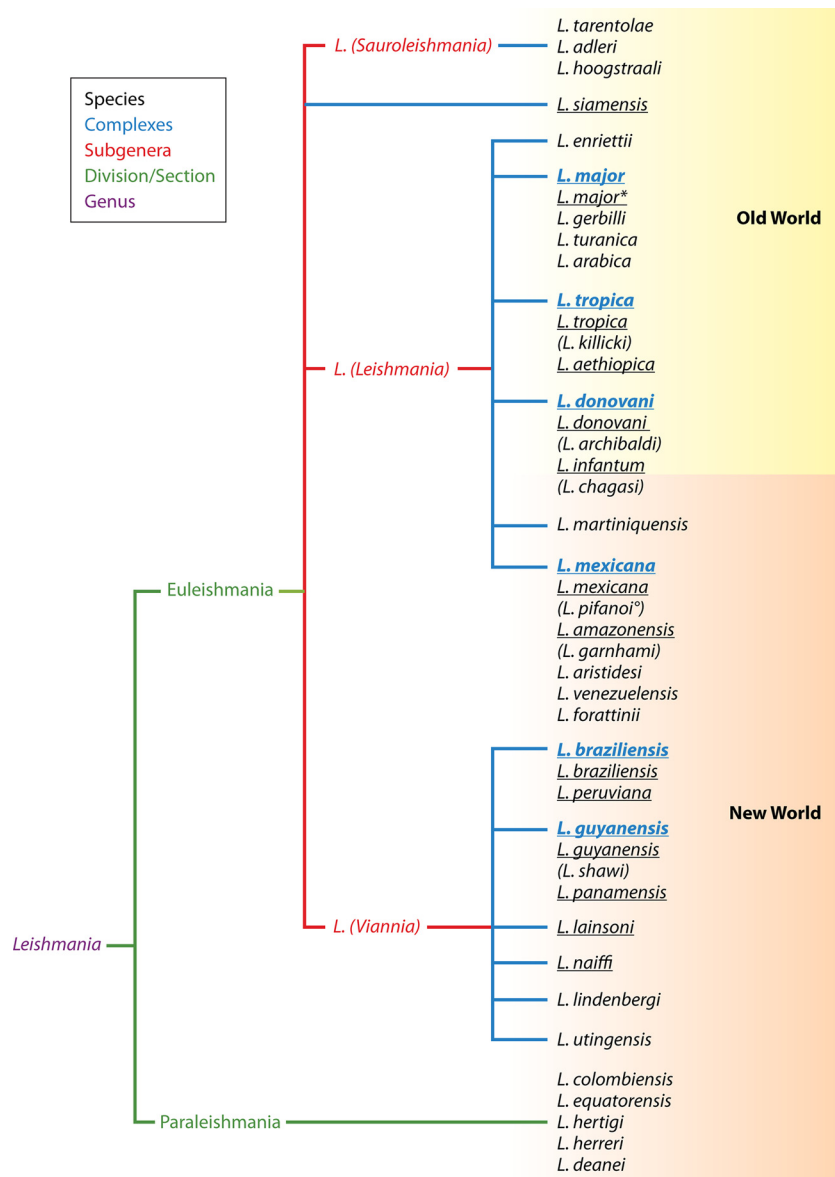 Species
Complexes
Subgenera
Division/Section
Genus
L. (Sauroleishmania)
L. tarentolae
L. adleri
L. hoogstraali
L. siamensis
L. enriettii
L. major
L. major*
L. gerbilli
L. turanica
L. arabica
Old World
L. tropica
L. tropica
(L. killicki)
L. aethiopica
L. (Leishmania)
L. donovani
L. donovani
(L. archibaldi)
L. infantum
(L. chagasi)
L. martiniquensis
L. mexicana
L. mexicana
(L. pifanoi°)
L. amazonensis
(L. garnhami)
L. aristidesi
L. venezuelensis
L. forattinii
Euleishmania
L. braziliensis
L. braziliensis
L. peruviana
New World
L. guyanensis
L. guyanensis
(L. shawi)
L. panamensis
L. (Viannia)
L. lainsoni
L. naiffi
L. lindenbergi
L. utingensis
Leishmania
Paraleishmania
L. colombiensis
L. equatorensis
L. hertigi
L. herreri
L. deanei